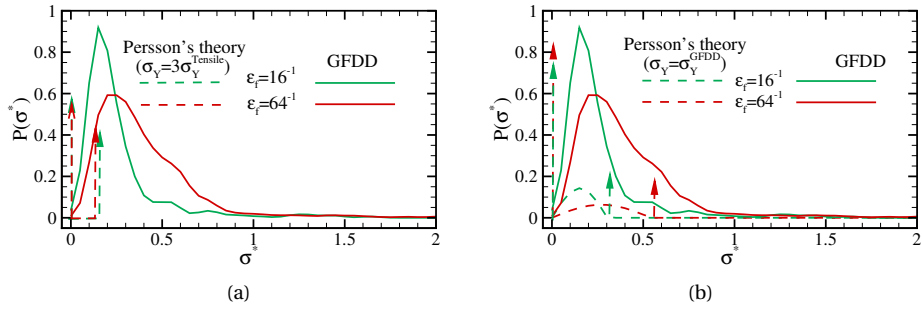 1
0.8
0.6
0.4
0.2
0
P(σ*)
Persson's theory GFDD
(σY=3σY^Tensile)
εf=16⁻¹
εf=64⁻¹
0 0.5 1 1.5 2
σ*
(a)
1
0.8
0.6
0.4
0.2
0
P(σ*)
Persson's theory GFDD
(σY=σY^GFDD)
εf=16⁻¹
εf=64⁻¹
0 0.5 1 1.5 2
σ*
(b)